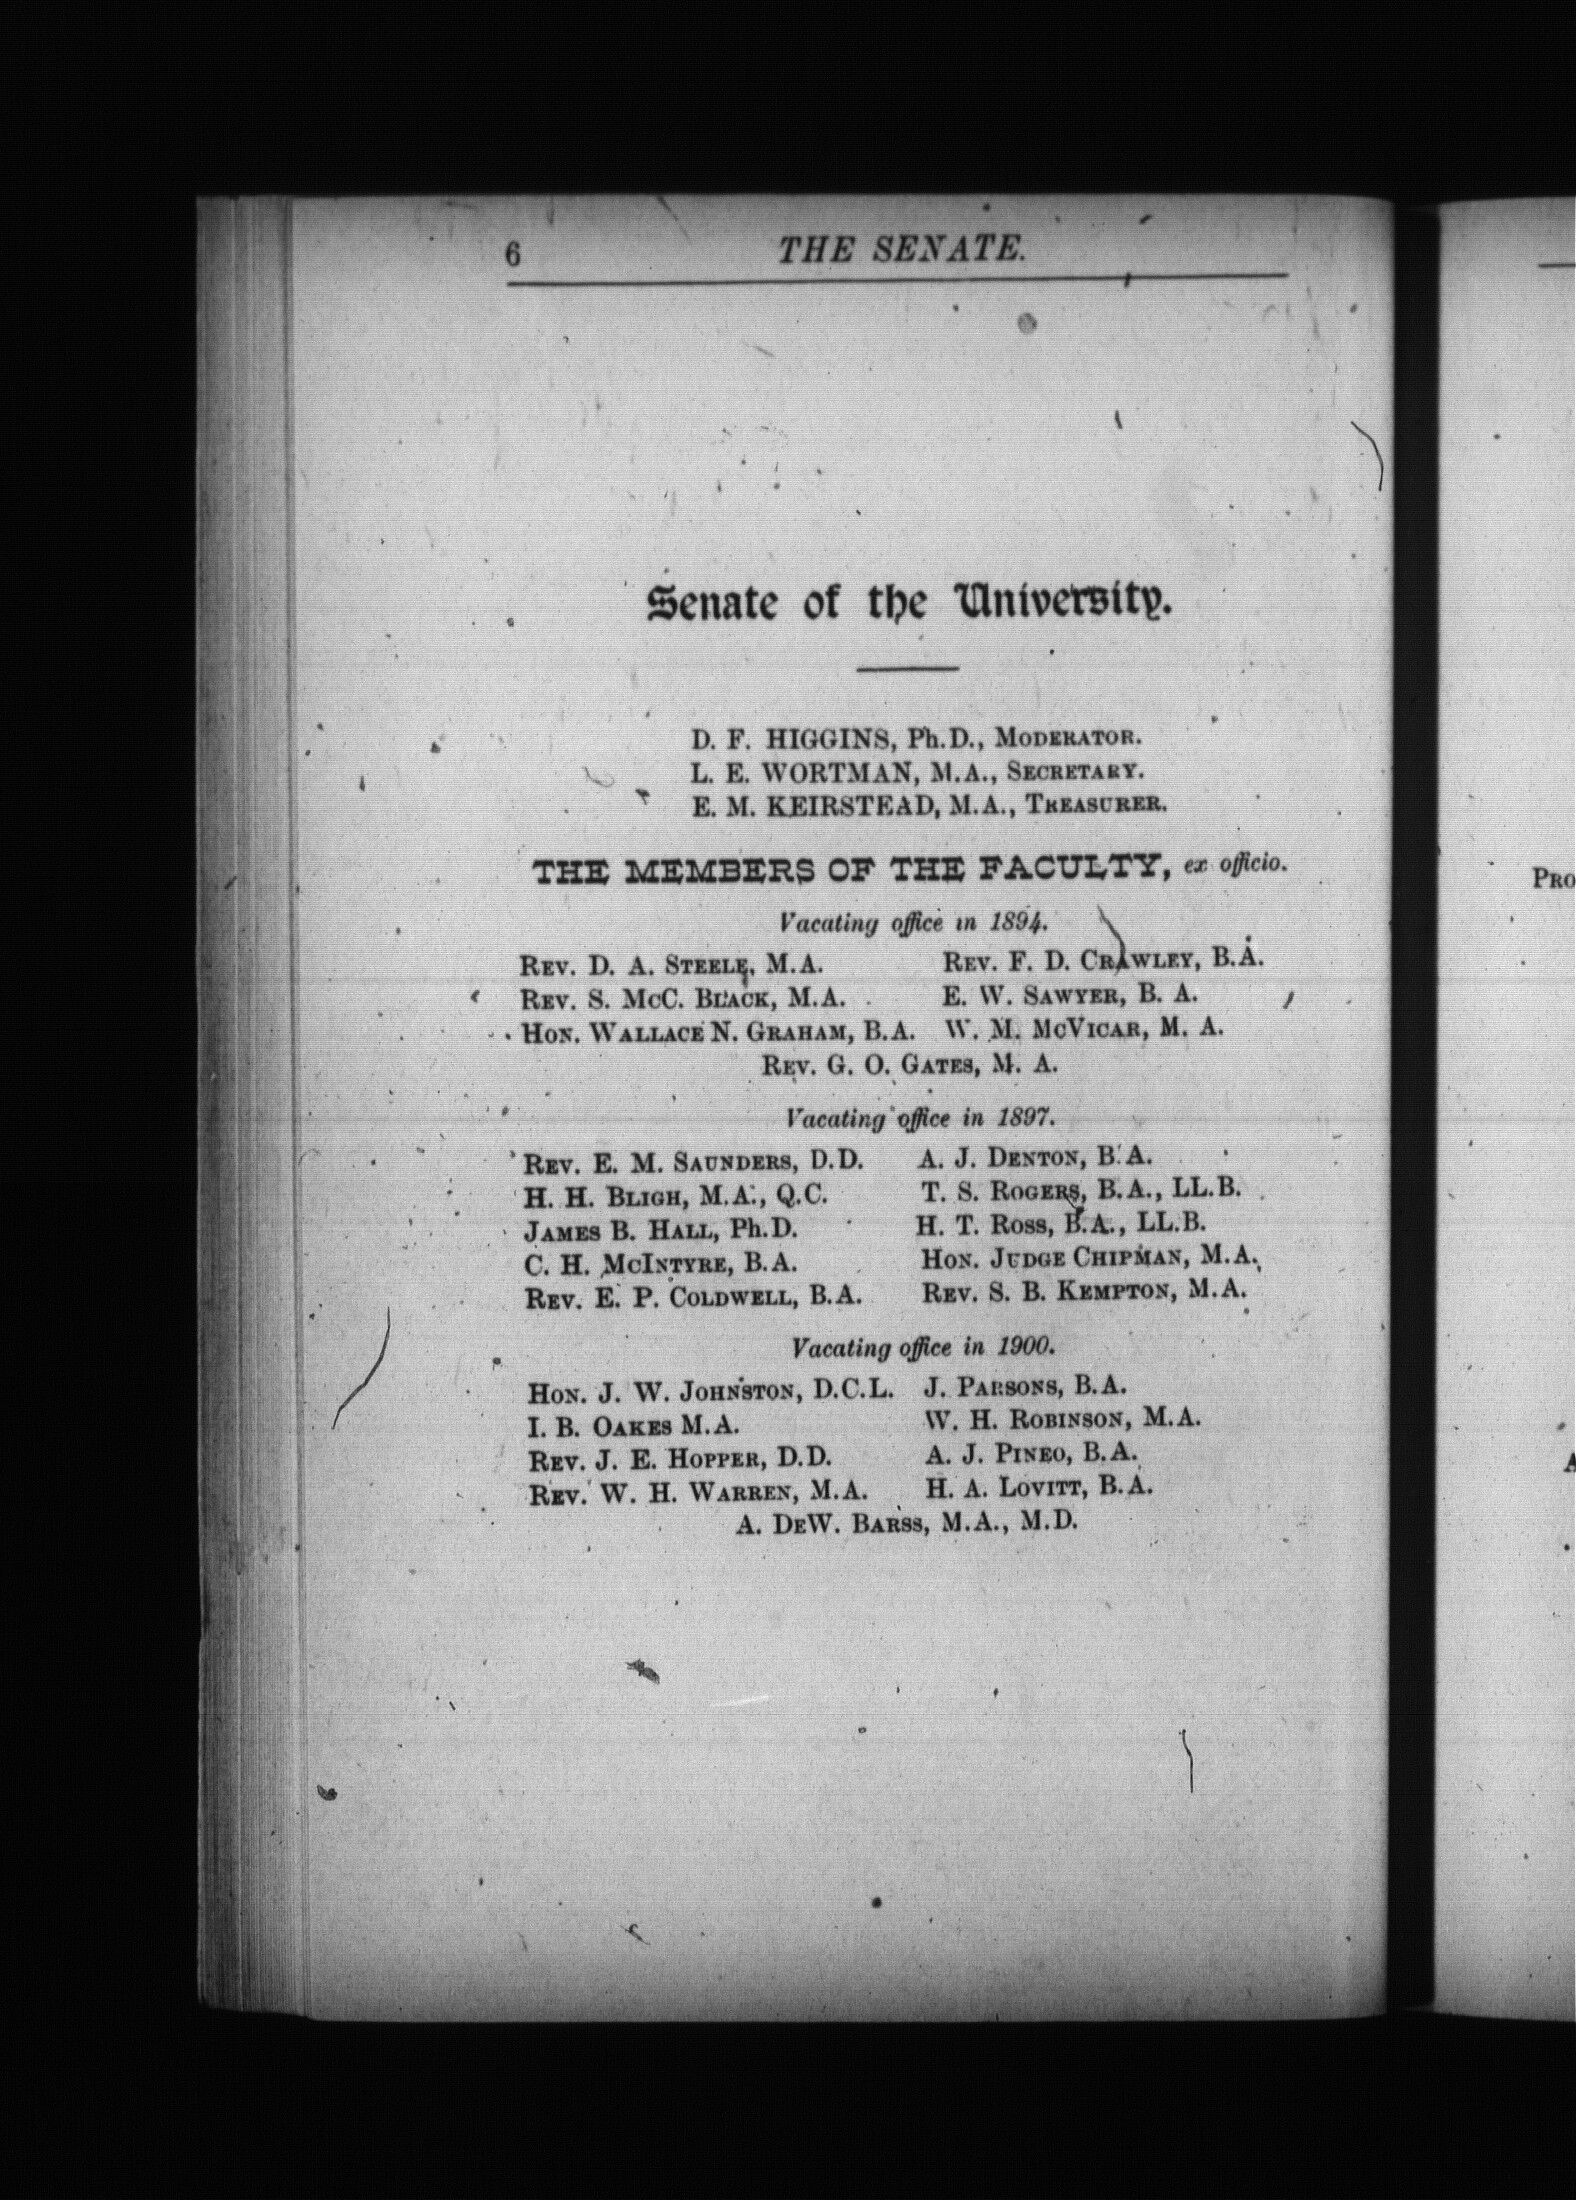 6 THE SENATE.
Senate of the University.
D. F. HIGGINS, Ph.D., MODERATOR.
L. E. WORTMAN, M.A., SECRETARY.
E. M. KEIRSTEAD, M.A., TREASURER.
THE MEMBERS OF THE FACULTY, ex officio.
Vacating office in 1894.
REV. D. A. STEELE, M.A. REV. F. D. CRAWLEY, B.A.
REV. S. MCC. BLACK, M.A. E. W. SAWYER, B. A.
HON. WALLACE N. GRAHAM, B.A. W. M. MCVICAR, M. A.
REV. G. O. GATES, M. A.
Vacating office in 1897.
REV. E. M. SAUNDERS, D.D. A. J. DENTON, B.A.
H. H. BLIGH, M.A., Q.C. T. S. ROGERS, B.A., LL.B.
JAMES B. HALL, Ph.D. H. T. ROSS, B.A., LL.B.
C. H. MCINTYRE, B.A. HON. JUDGE CHIPMAN, M.A.
REV. E. P. COLDWELL, B.A. REV. S. B. KEMPTON, M.A.
Vacating office in 1900.
HON. J. W. JOHNSTON, D.C.L. J. PARSONS, B.A.
I. B. OAKES M.A. W. H. ROBINSON, M.A.
REV. J. E. HOPPER, D.D. A. J. PINEO, B.A.
REV. W. H. WARREN, M.A. H. A. LOVITT, B.A.
A. DEW. BARSS, M.A., M.D.
PRO
A